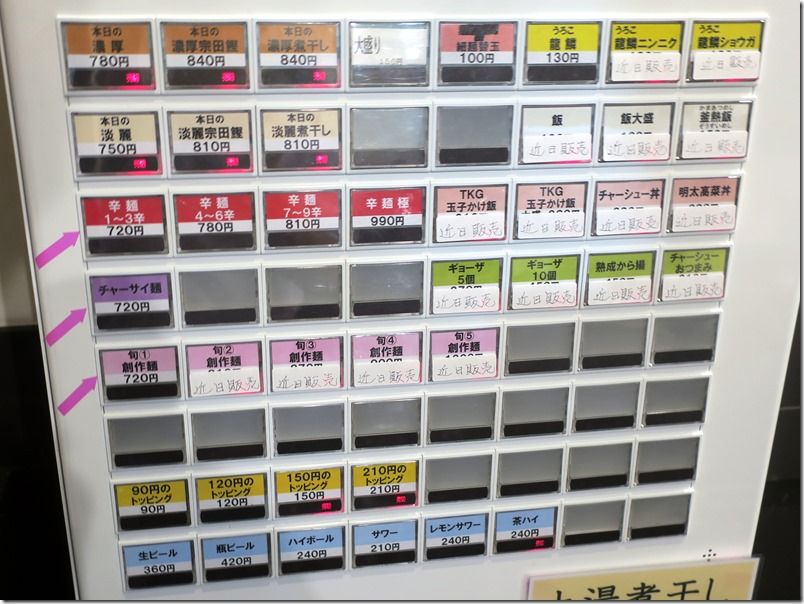 本日の
濃厚
780円
本日の
濃厚宗田鰹
840円
本日の
濃厚煮干し
840円
大盛り
150円
細麺替玉
100円
うろこ
龍鱗
130円
うろこ
龍鱗ニンニク
近日販売
うろこ
龍鱗ショウガ
近日販売
本日の
淡麗
750円
本日の
淡麗宗田鰹
810円
本日の
淡麗煮干し
810円
飯
近日販売
飯大盛
近日販売
かまあつめし
釜熱飯
ぞうすいめし
近日販売
辛麺
1〜3辛
720円
辛麺
4〜6辛
780円
辛麺
7〜9辛
810円
辛麺極
990円
TKG
玉子かけ飯
近日販売
TKG
玉子かけ飯
近日販売
チャーシュー丼
近日販売
明太高菜丼
近日販売
チャーサイ麺
720円
ギョーザ
5個
近日販売
ギョーザ
10個
近日販売
熟成から揚
近日販売
チャーシュー
おつまみ
近日販売
旬①
創作麺
720円
旬②
創作麺
近日販売
旬③
創作麺
近日販売
旬④
創作麺
近日販売
旬⑤
創作麺
近日販売
90円の
トッピング
90円
120円の
トッピング
120円
150円の
トッピング
150円
210円の
トッピング
210円
生ビール
360円
瓶ビール
420円
ハイボール
240円
サワー
210円
レモンサワー
240円
茶ハイ
240円